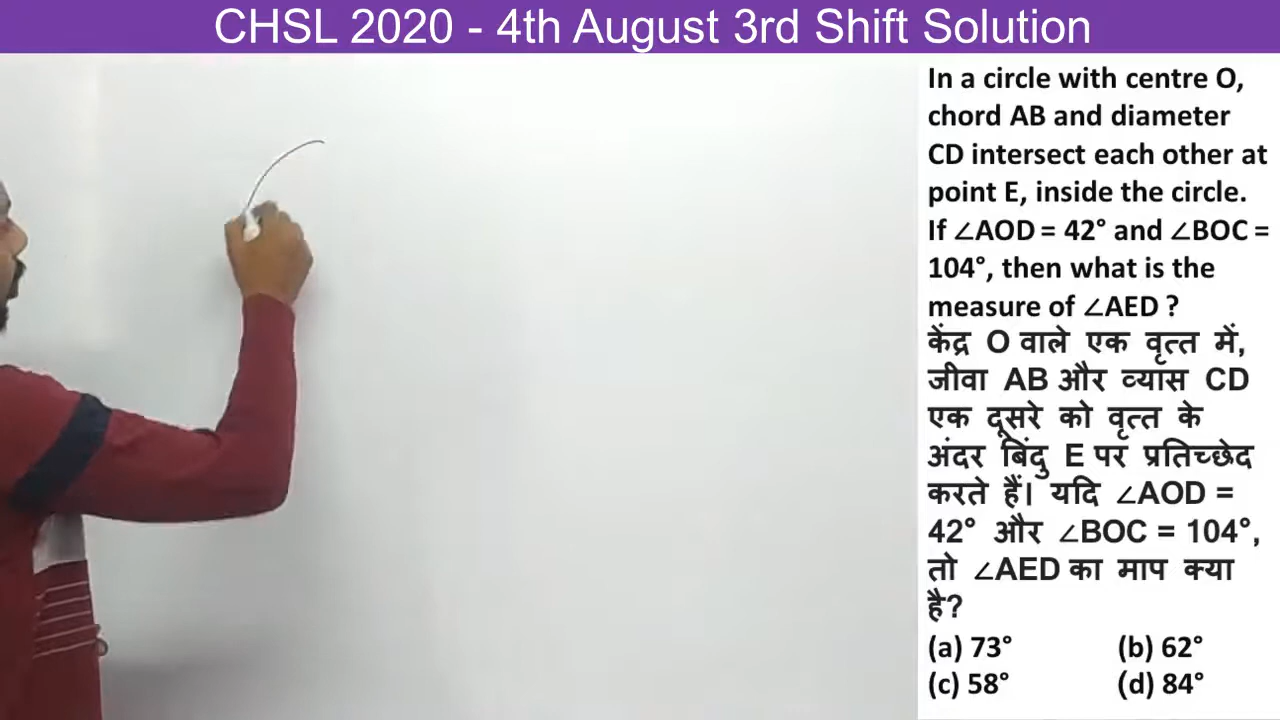 CHSL 2020 - 4th August 3rd Shift Solution
In a circle with centre O,
chord AB and diameter
CD intersect each other at
point E, inside the circle.
If ∠AOD = 42° and ∠BOC =
104°, then what is the
measure of ∠AED ?
केंद्र O वाले एक वृत्त में,
जीवा AB और व्यास CD
एक दूसरे को वृत्त के
अंदर बिंदु E पर प्रतिच्छेद
करते हैं। यदि ∠AOD =
42° और ∠BOC = 104°,
तो ∠AED का माप क्या
है?
(a) 73° (b) 62°
(c) 58° (d) 84°